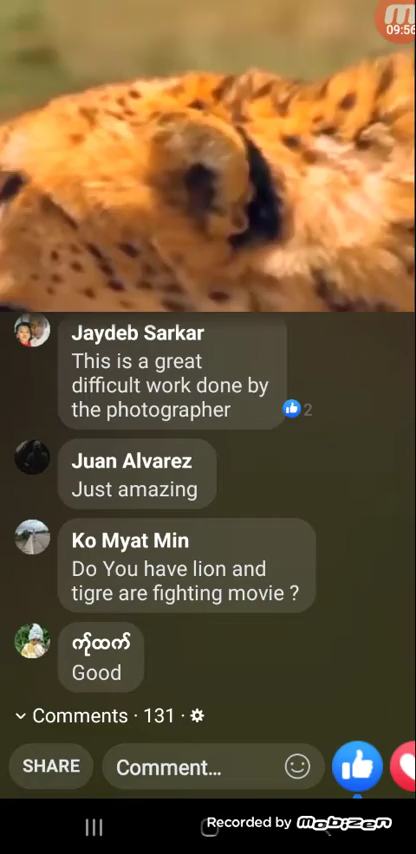 09:56
Jaydeb Sarkar
This is a great
difficult work done by
the photographer
2
Juan Alvarez
Just amazing
Ko Myat Min
Do You have lion and
tigre are fighting movie ?
ကိုထက်
Good
Comments · 131 ·
SHARE
Comment...
Recorded by mobizen